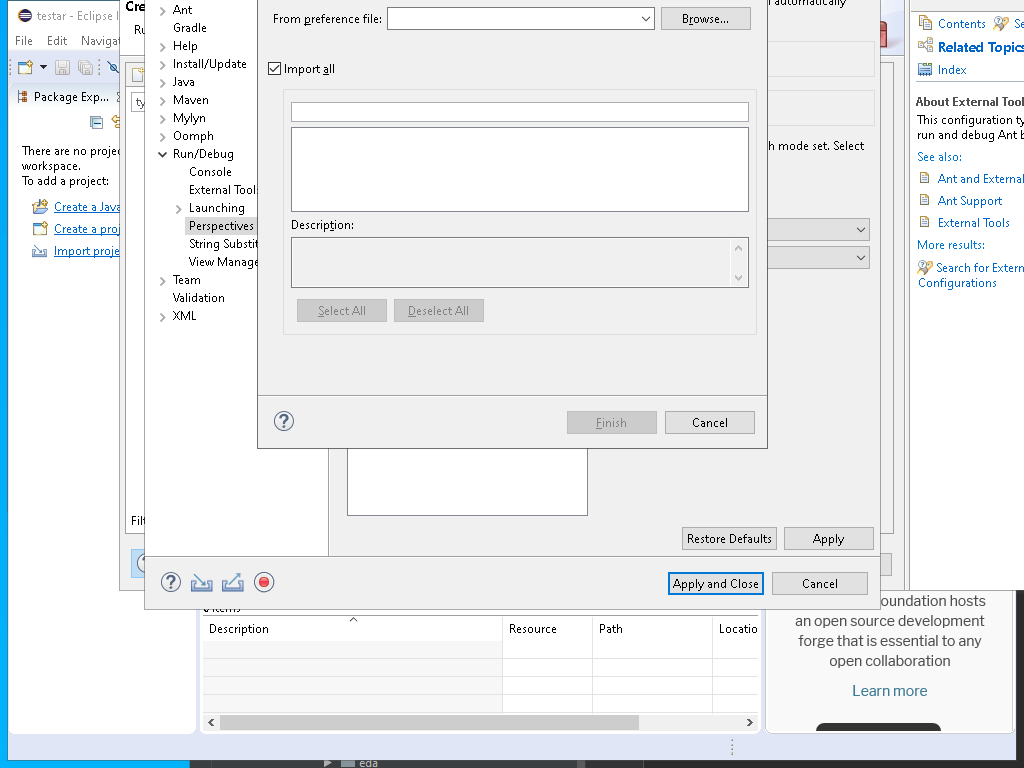 testar - Eclipse I
File Edit Navigat
Package Exp...
There are no proje
workspace.
To add a project:
Create a Java
Create a proj
Import proje
Cre
Ru
ty
Filt
Ant
Gradle
Help
Install/Update
Java
Maven
Mylyn
Oomph
Run/Debug
Console
External Tools
Launching
Perspectives
String Substit
View Manage
Team
Validation
XML
From preference file:
Browse...
Import all
Description:
Select All
Deselect All
Finish
Cancel
automatically
h mode set. Select
Restore Defaults
Apply
Apply and Close
Cancel
Contents
Se
Related Topics
Index
About External Tool
This configuration ty
run and debug Ant b
See also:
Ant and External
Ant Support
External Tools
More results:
Search for Extern
Configurations
items
Description
Resource
Path
Locatio
oundation hosts
an open source development
forge that is essential to any
open collaboration
Learn more
eda